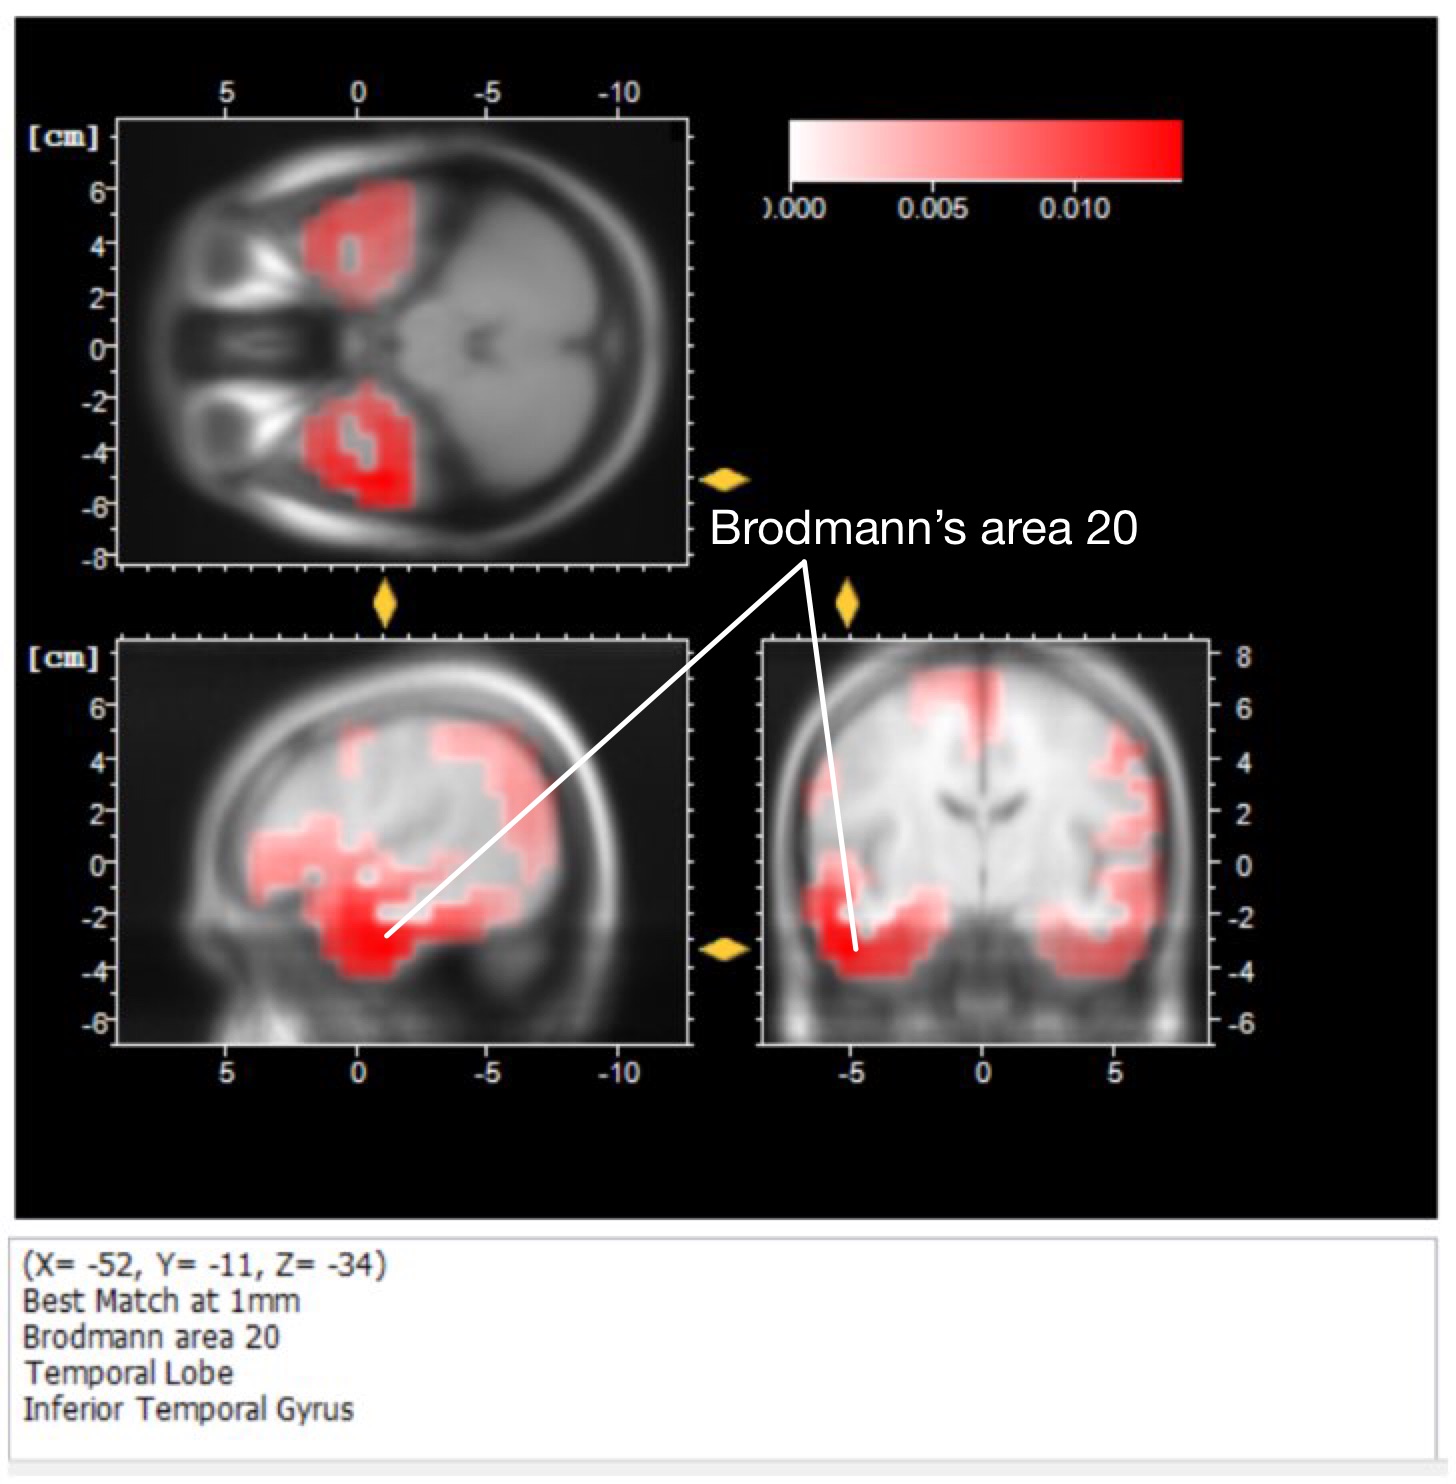 5 0 -5 -10
[cm]
6
4
2
0
-2
-4
-6
-8
0.000 0.005 0.010
Brodmann's area 20
[cm]
6
4
2
0
-2
-4
-6
5 0 -5 -10
8
6
4
2
0
-2
-4
-6
-5 0 5
(X= -52, Y= -11, Z= -34)
Best Match at 1mm
Brodmann area 20
Temporal Lobe
Inferior Temporal Gyrus